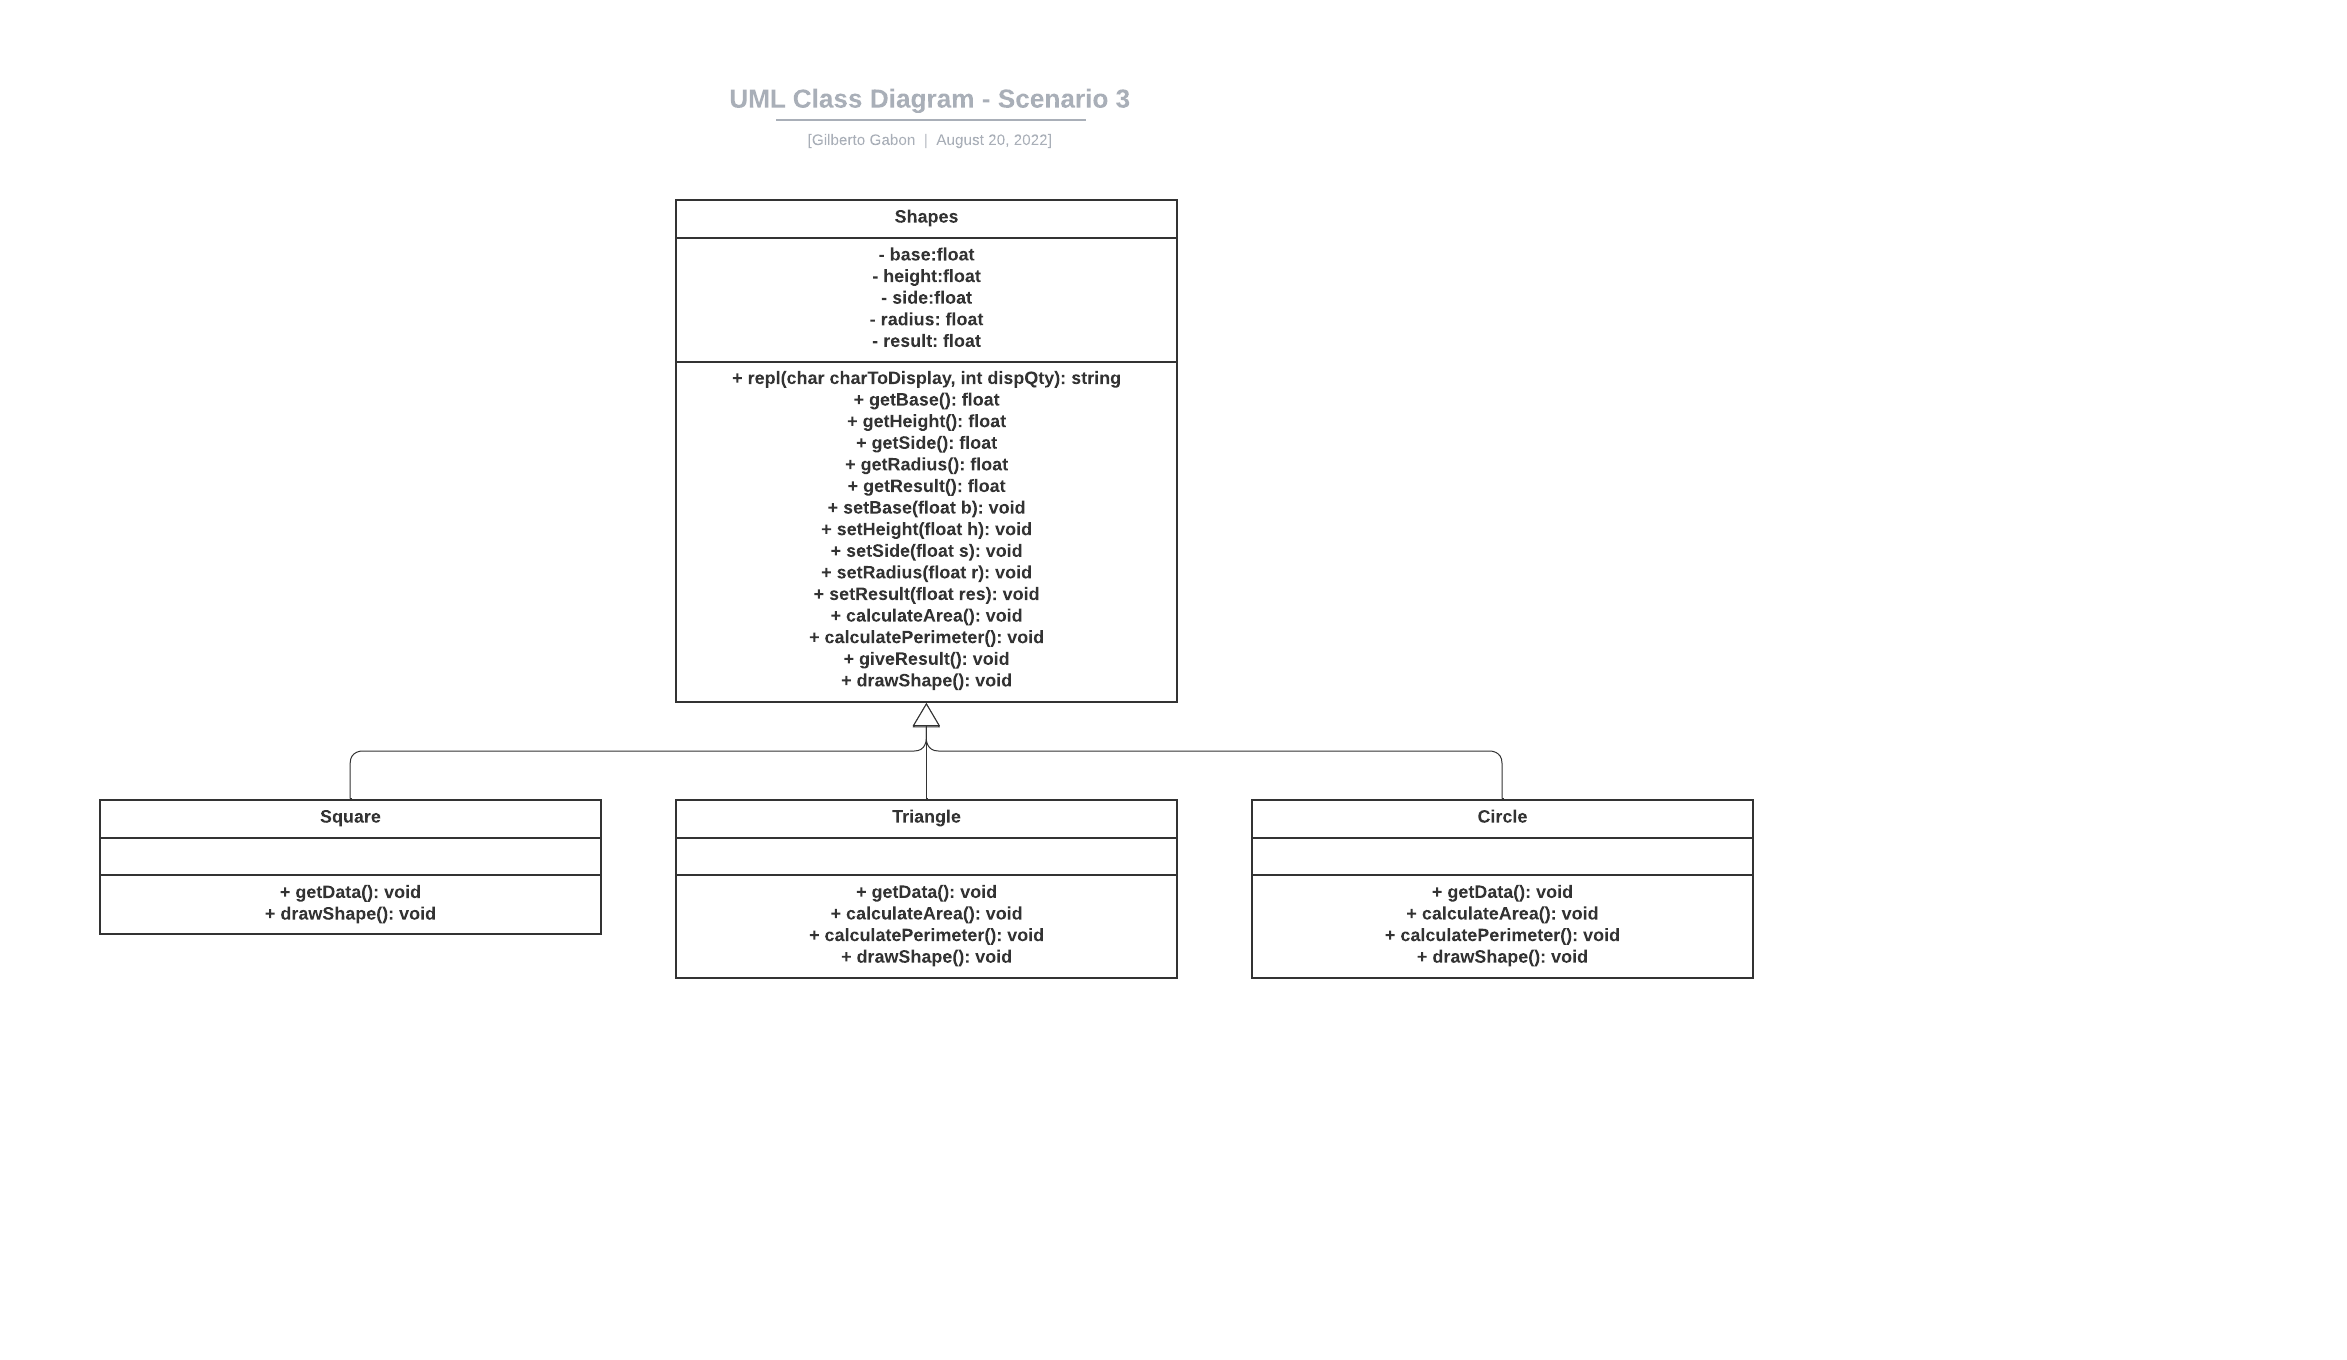 UML Class Diagram - Scenario 3
[Gilberto Gabon | August 20, 2022]
Shapes
- base:float
- height:float
- side:float
- radius: float
- result: float
+ repl(char charToDisplay, int dispQty): string
+ getBase(): float
+ getHeight(): float
+ getSide(): float
+ getRadius(): float
+ getResult(): float
+ setBase(float b): void
+ setHeight(float h): void
+ setSide(float s): void
+ setRadius(float r): void
+ setResult(float res): void
+ calculateArea(): void
+ calculatePerimeter(): void
+ giveResult(): void
+ drawShape(): void
Square
+ getData(): void
+ drawShape(): void
Triangle
+ getData(): void
+ calculateArea(): void
+ calculatePerimeter(): void
+ drawShape(): void
Circle
+ getData(): void
+ calculateArea(): void
+ calculatePerimeter(): void
+ drawShape(): void